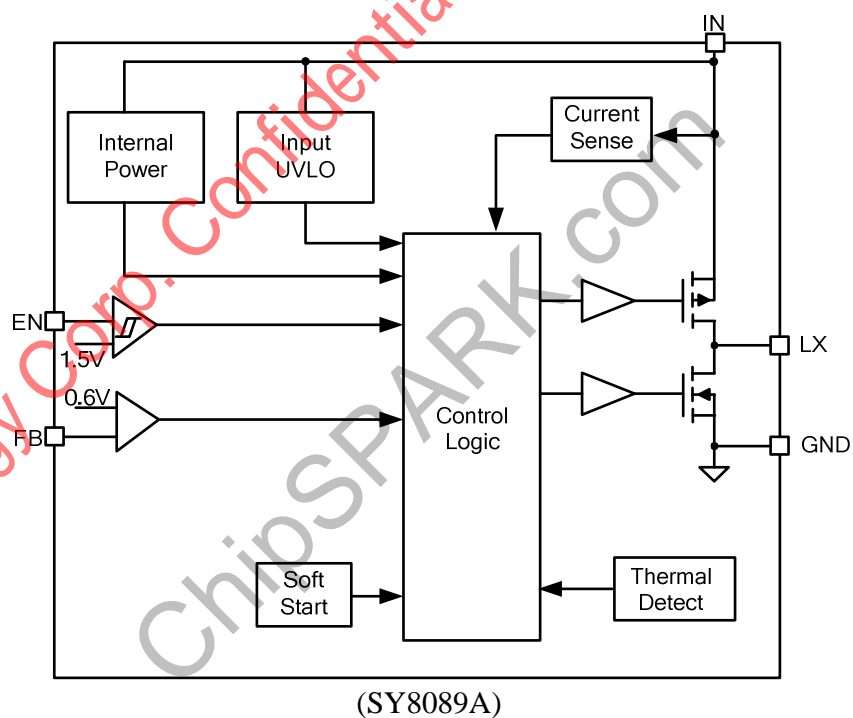 IN
Internal
Power
Input
UVLO
Current
Sense
EN
1.5V
0.6V
FB
Control
Logic
LX
GND
Soft
Start
Thermal
Detect
(SY8089A)
gy Corp. Confidential
ChipSPARK.com